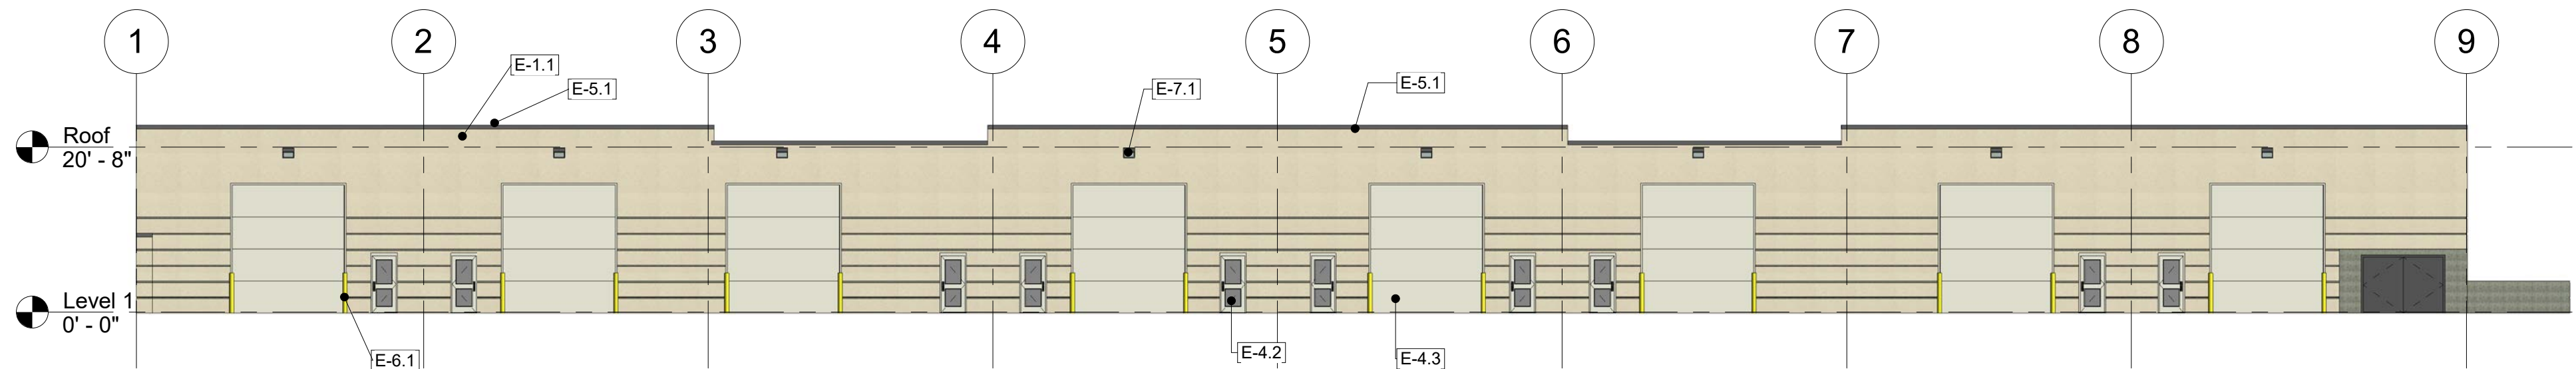 1 2 3 4 5 6 7 8 9
E-1.1
E-5.1
E-7.1
E-5.1
Roof
20' - 8"
Level 1
0' - 0"
E-6.1
E-4.2
E-4.3